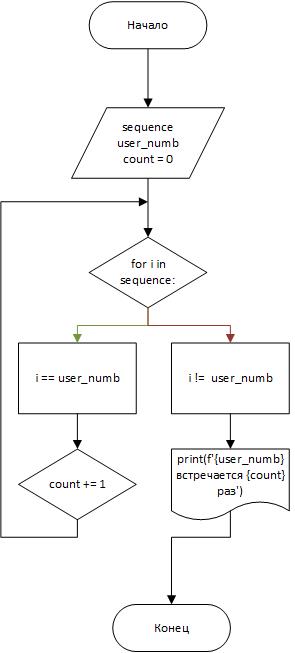 Начало
sequence
user_numb
count = 0
for i in
sequence:
i == user_numb
i != user_numb
count += 1
print(f'{user_numb}
встречается {count}
раз')
Конец